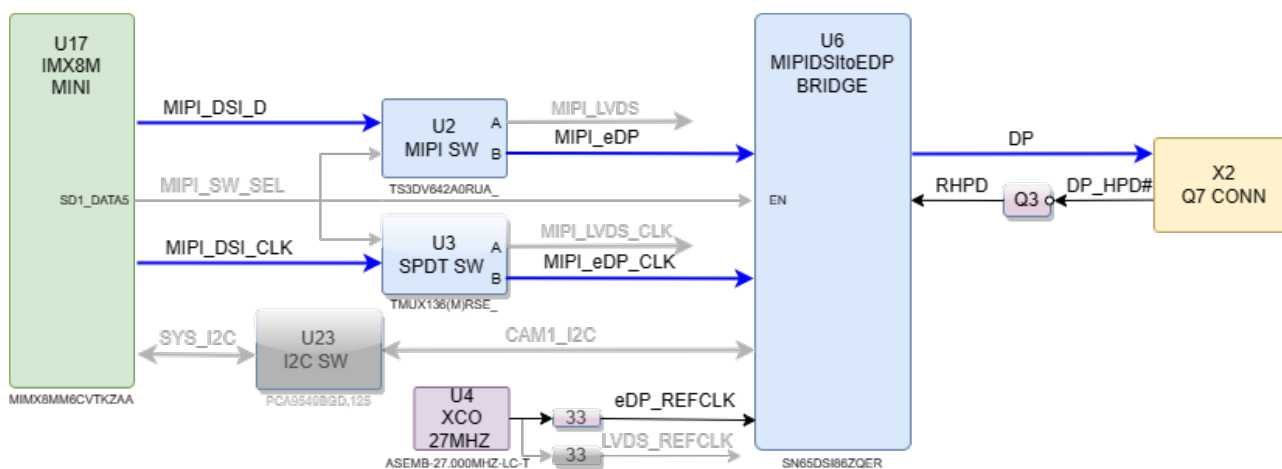 U17
IMX8M
MINI
SD1_DATA5
MIMX8MM6CVTKZAA
MIPI_DSI_D
MIPI_SW_SEL
MIPI_DSI_CLK
SYS_I2C
U2
MIPI SW
A
B
TS3DV642A0RUA_
MIPI_LVDS
MIPI_eDP
U3
SPDT SW
A
B
TMUX136(M)RSE_
MIPI_LVDS_CLK
MIPI_eDP_CLK
U23
I2C SW
PCA9540BGD,125
CAM1_I2C
U4
XCO
27MHZ
ASEMB-27.000MHZ-LC-T
33
eDP_REFCLK
33
LVDS_REFCLK
U6
MIPIDSItoEDP
BRIDGE
EN
SN65DSI86ZQER
DP
RHPD
Q3
DP_HPD#
X2
Q7 CONN